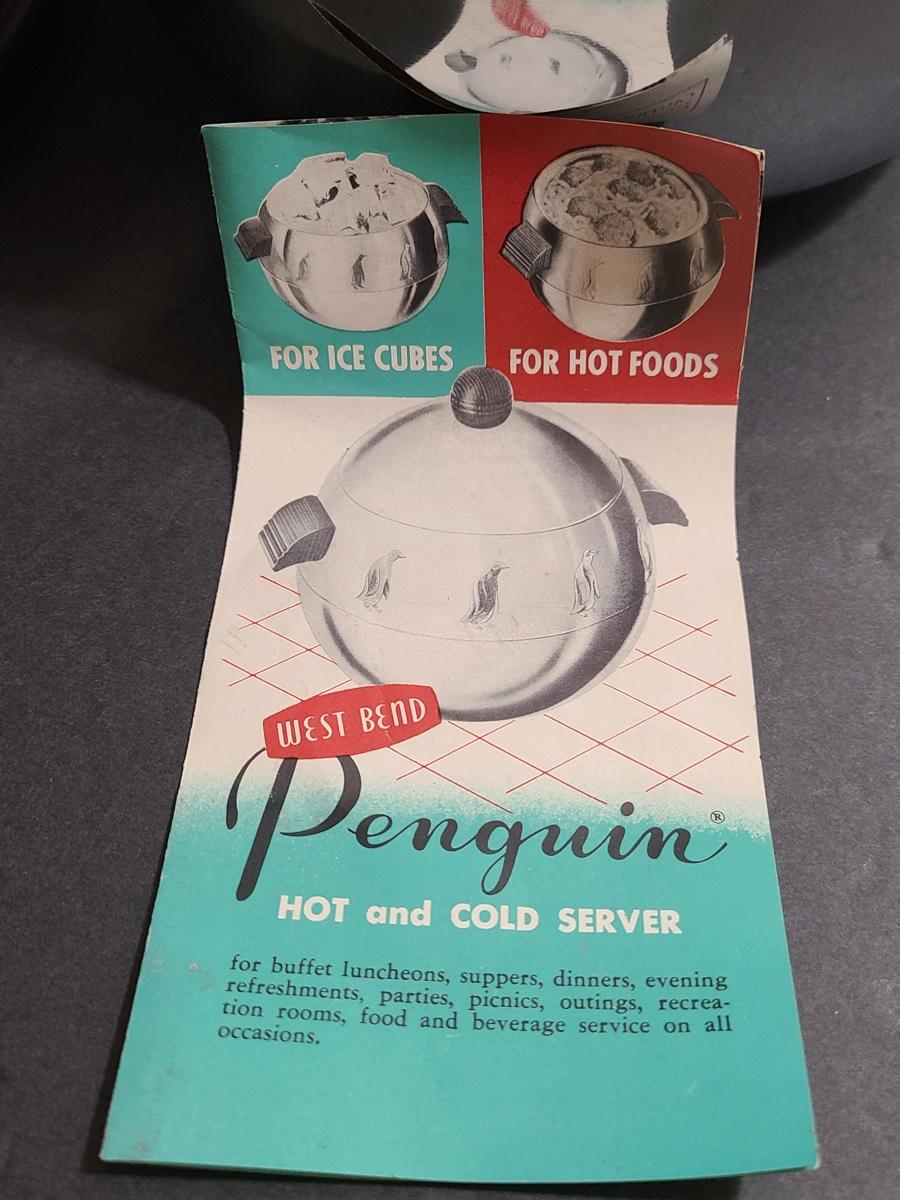 FOR ICE CUBES
FOR HOT FOODS
WEST BEND
Penguin®
HOT and COLD SERVER
for buffet luncheons, suppers, dinners, evening
refreshments, parties, picnics, outings, recrea-
tion rooms, food and beverage service on all
occasions.